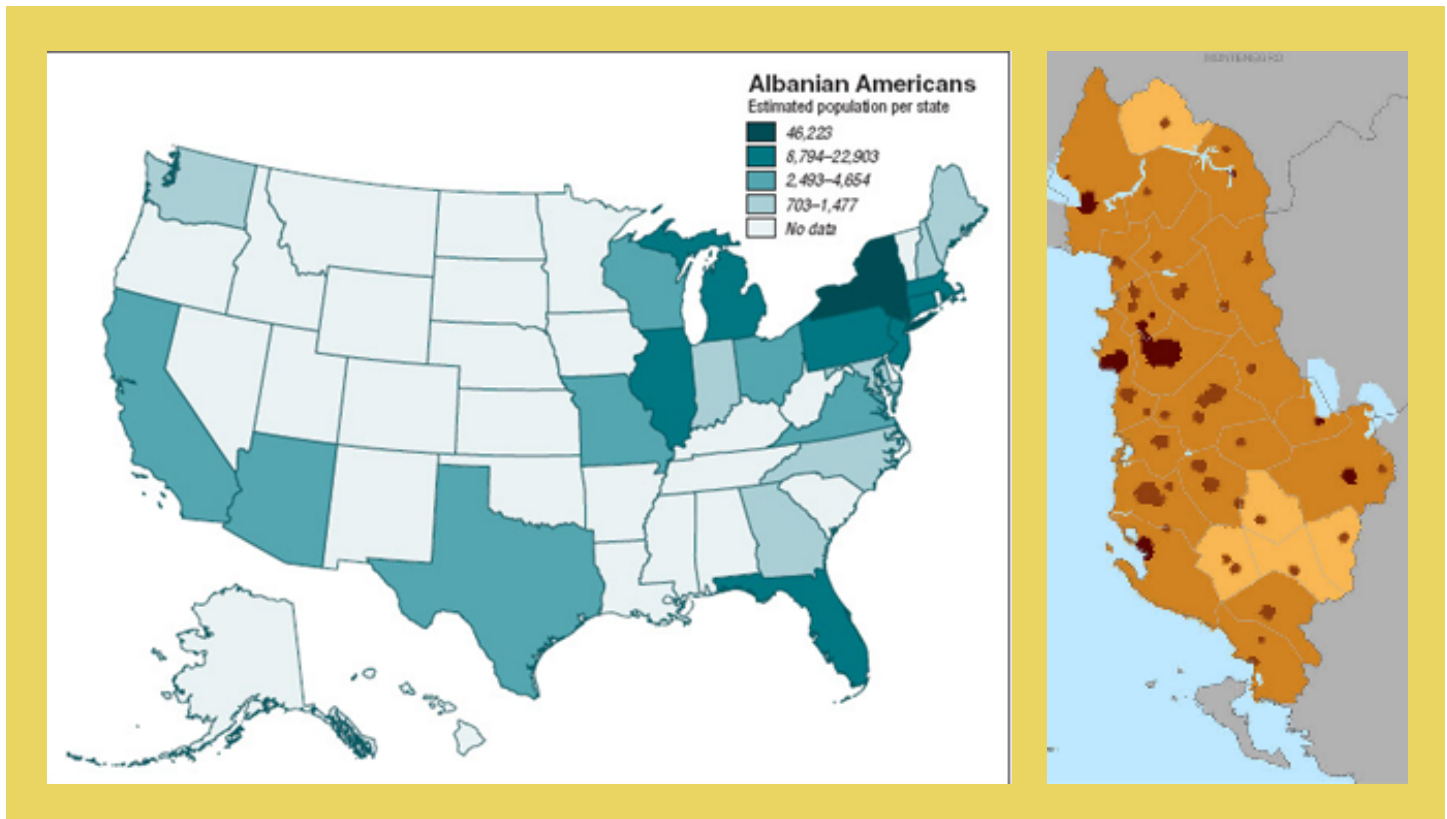 Albanian Americans
Estimated population per state
46,223
8,794–22,903
2,493–4,654
703–1,477
No data
MONTENEGRO